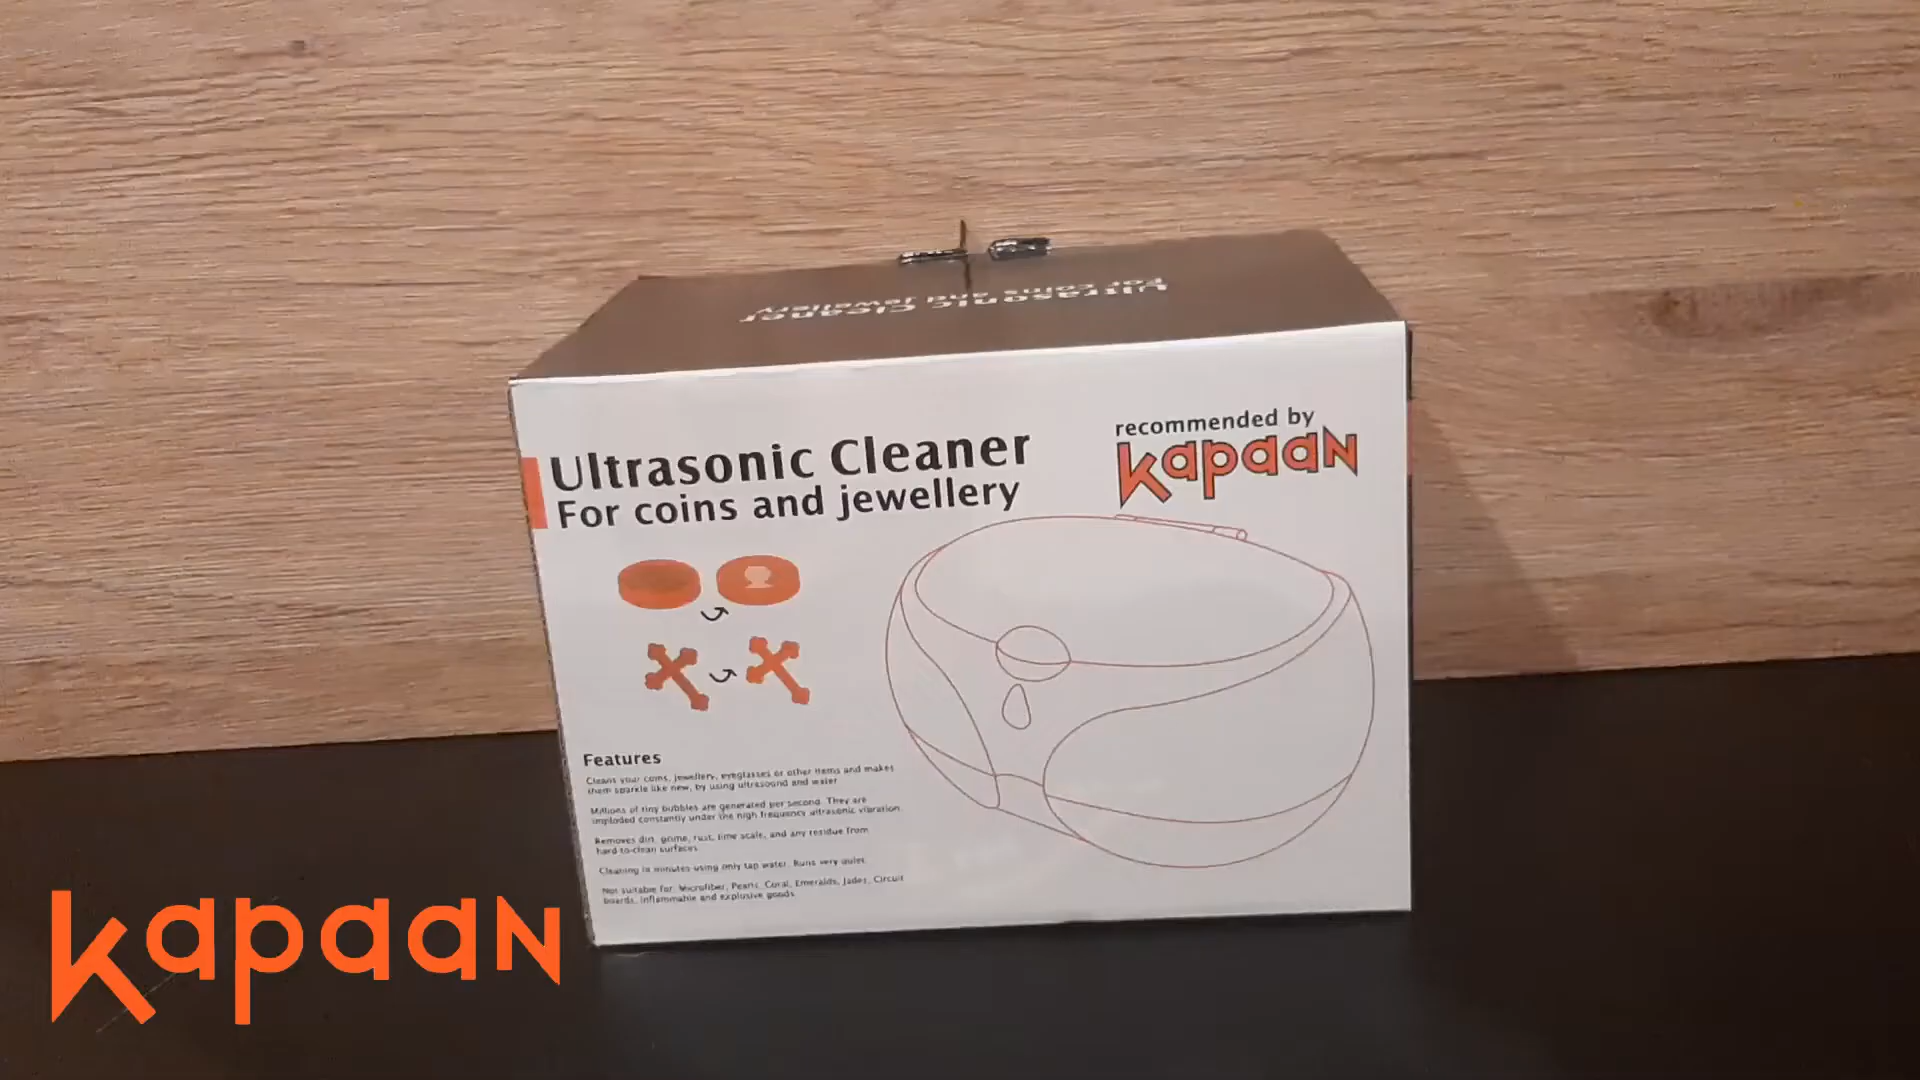 Ultrasonic Cleaner
For coins and jewellery
Ultrasonic Cleaner
For coins and jewellery
recommended by
kapaan
Features
Cleans your coins, jewellery, eyeglasses or other items and makes
them sparkle like new, by using ultrasound and water
Millions of tiny bubbles are generated per second. They are
imploded constantly under the high frequency ultrasonic vibration.
Removes dirt, grime, rust, lime scale, and any residue from
hard-to-clean surfaces
Cleaning in minutes using only tap water. Runs very quiet.
Not suitable for: Microfiber, Pearls, Coral, Emeralds, Jades, Circuit
boards, inflammable and explosive goods
kapaan